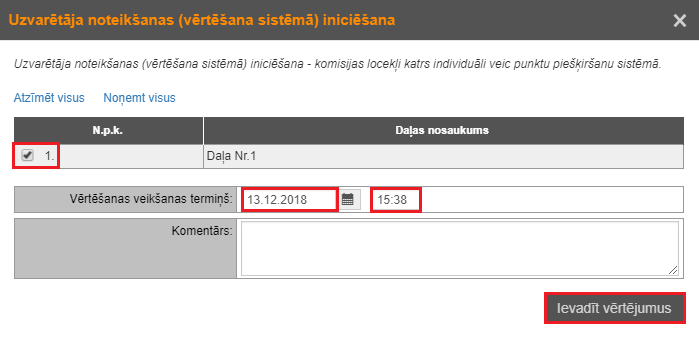 Uzvarētāja noteikšanas (vērtēšana sistēmā) iniciēšana
Uzvarētāja noteikšanas (vērtēšana sistēmā) iniciēšana - komisijas locekļi katrs individuāli veic punktu piešķiršanu sistēmā.
Atzīmēt visus Noņemt visus
N.p.k. Daļas nosaukums
1. Daļa Nr.1
Vērtēšanas veikšanas termiņš: 13.12.2018 15:38
Komentārs:
Ievadīt vērtējumus